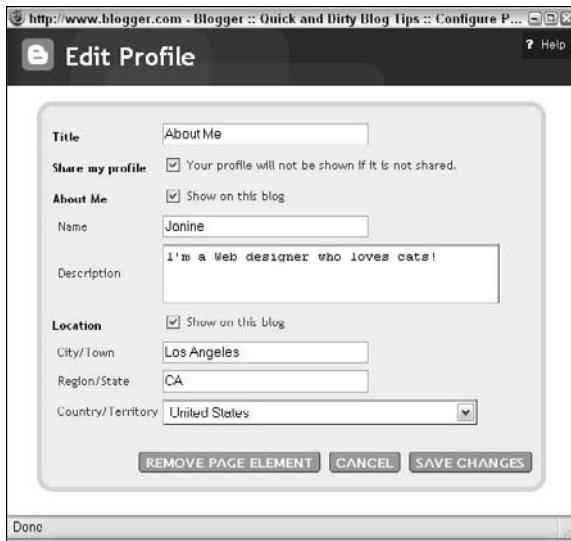 http://www.blogger.com - Blogger :: Quick and Dirty Blog Tips :: Configure P...
Edit Profile
? Help
Title About Me
Share my profile Your profile will not be shown if it is not shared.
About Me Show on this blog
Name Janine
Description I'm a Web designer who loves cats!
Location Show on this blog
City/Town Los Angeles
Region/State CA
Country/Territory United States
REMOVE PAGE ELEMENT CANCEL SAVE CHANGES
Done